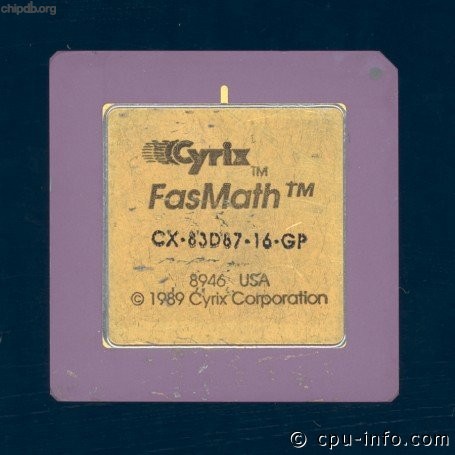 chipdb.org
Cyrix TM
FasMath™
CX·83D87-16-GP
8946 USA
© 1989 Cyrix Corporation
© cpu-info.com